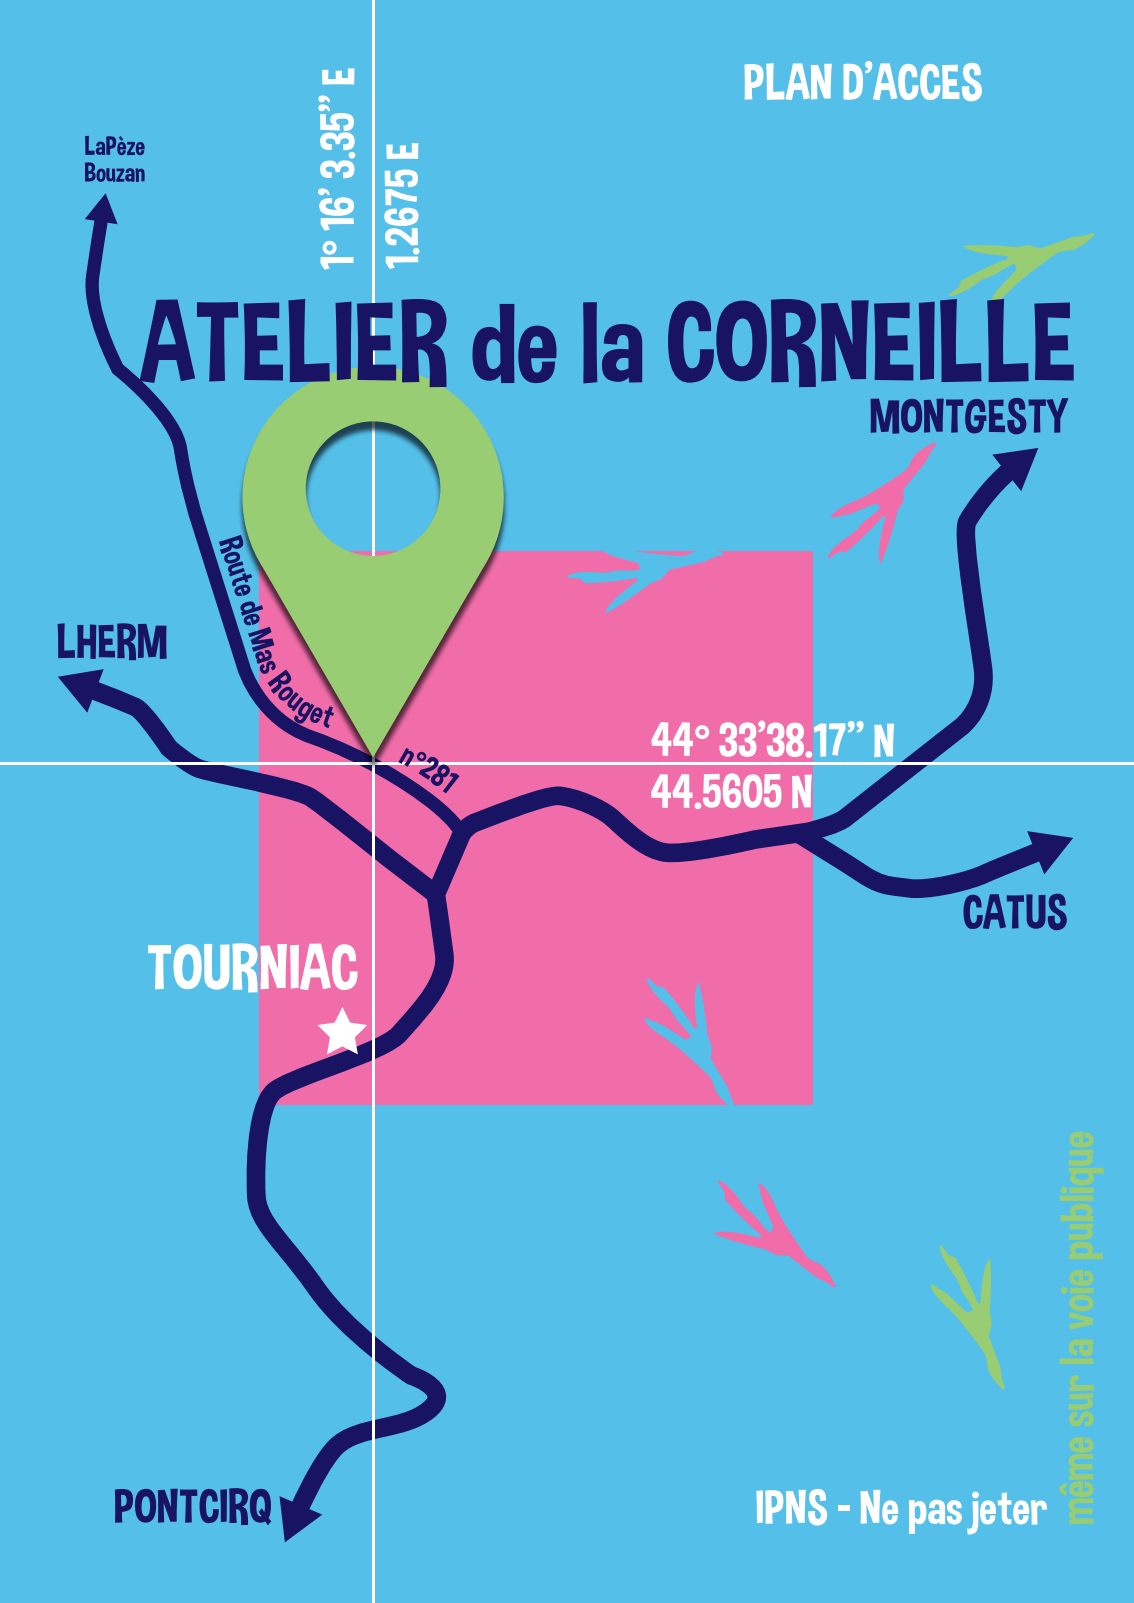 PLAN D’ACCES
1° 16’ 3.35” E
1.2675 E
LaPèze
Bouzan
ATELIER de la CORNEILLE
MONTGESTY
Route de Mas Rouget
LHERM
n°281
44° 33’38.17” N
44.5605 N
CATUS
TOURNIAC
même sur la voie publique
PONTCIRQ
IPNS - Ne pas jeter